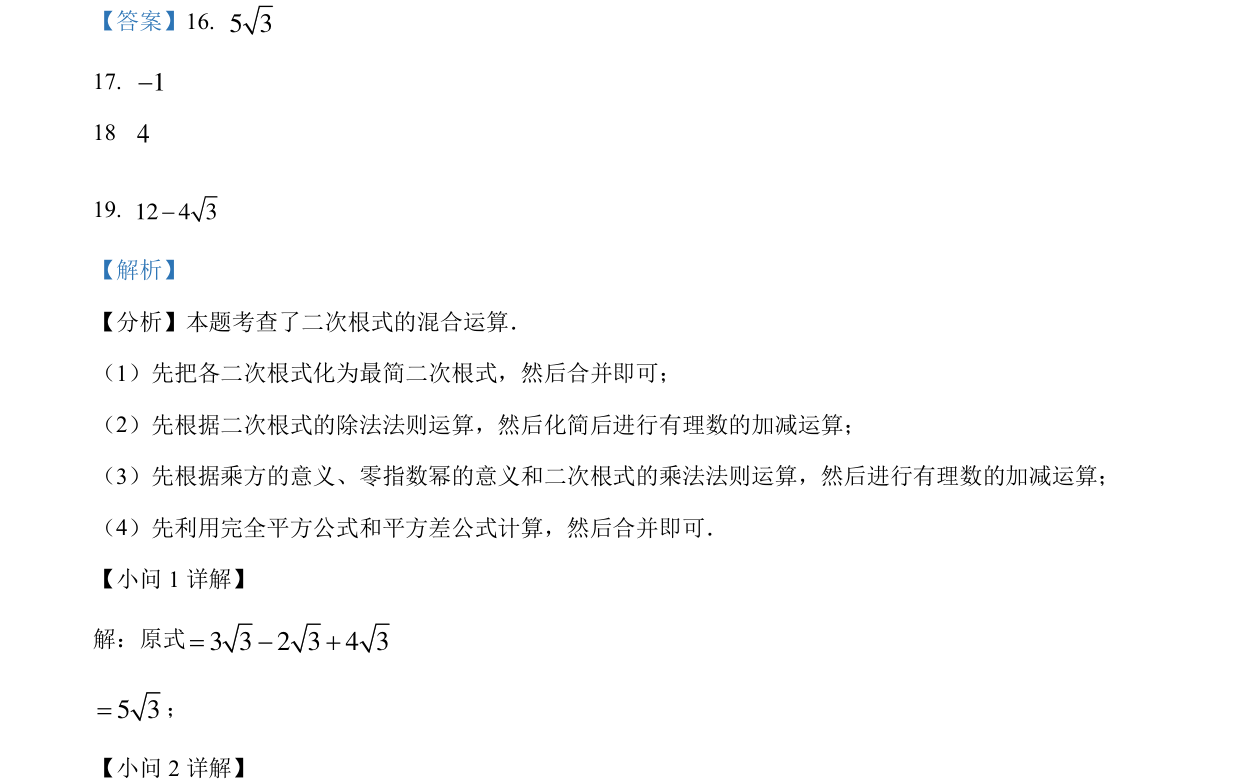 【答案】16. 5√3
17. −1
18 4
19. 12−4√3
【解析】
【分析】本题考查了二次根式的混合运算．
（1）先把各二次根式化为最简二次根式，然后合并即可；
（2）先根据二次根式的除法法则运算，然后化简后进行有理数的加减运算；
（3）先根据乘方的意义、零指数幂的意义和二次根式的乘法法则运算，然后进行有理数的加减运算；
（4）先利用完全平方公式和平方差公式计算，然后合并即可．
【小问 1 详解】
解：原式=3√3−2√3+4√3
=5√3；
【小问 2 详解】